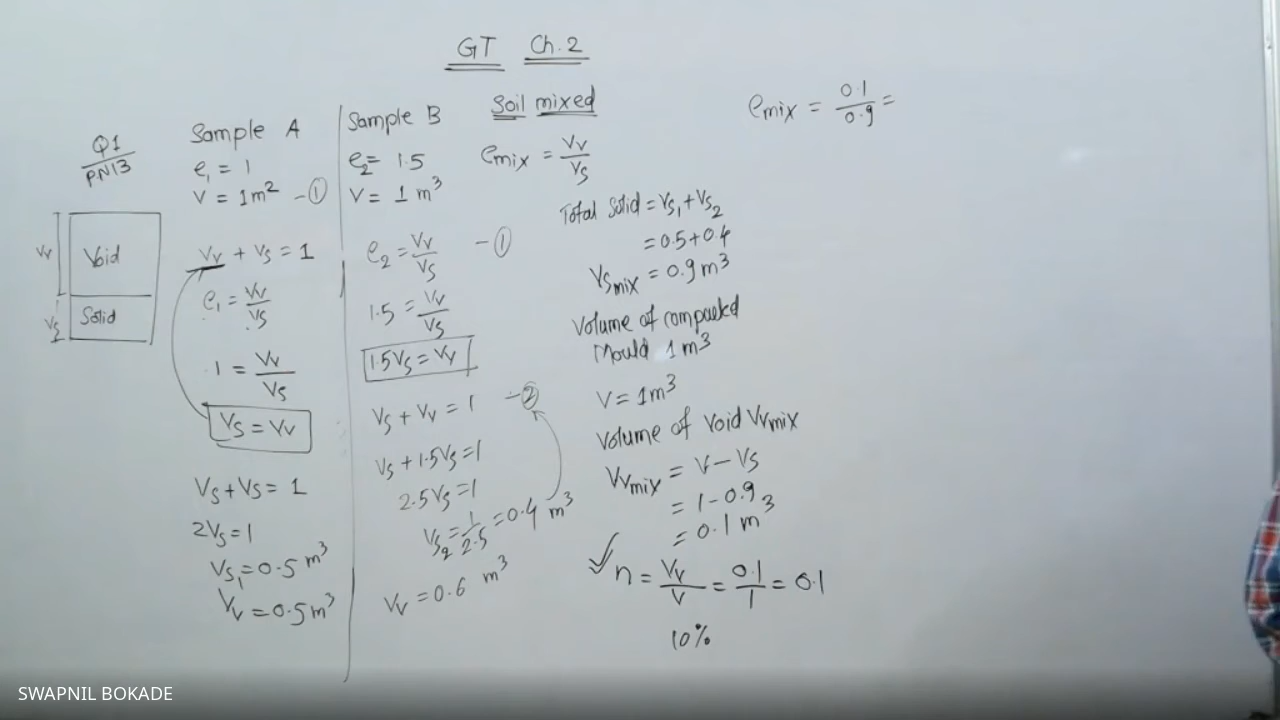 GT Ch.2
Q1
PN13
Void
Solid
Vv
Vs
Sample A
e₁ = 1
V = 1m² - ①
Vv + Vs = 1
e₁ = Vv/Vs
1 = Vv/Vs
Vs = Vv
Vs + Vs = 1
2Vs = 1
Vs₁ = 0.5 m³
Vv = 0.5 m³
Sample B
e₂ = 1.5
V = 1 m³
e₂ = Vv/Vs - ①
1.5 = Vv/Vs
1.5Vs = Vv
Vs + Vv = 1 - ②
Vs + 1.5Vs = 1
2.5Vs = 1
Vs₂ = 1/2.5 = 0.4 m³
Vv = 0.6 m³
Soil mixed
emix = Vv/Vs
Total Solid = Vs₁ + Vs₂
= 0.5 + 0.4
Vsmix = 0.9 m³
Volume of compacted
Mould 1 m³
V = 1m³
Volume of Void Vvmix
Vvmix = V - Vs
= 1 - 0.9
= 0.1 m³
✓ n = Vv/V = 0.1/1 = 0.1
10%
emix = 0.1/0.9 =
SWAPNIL BOKADE